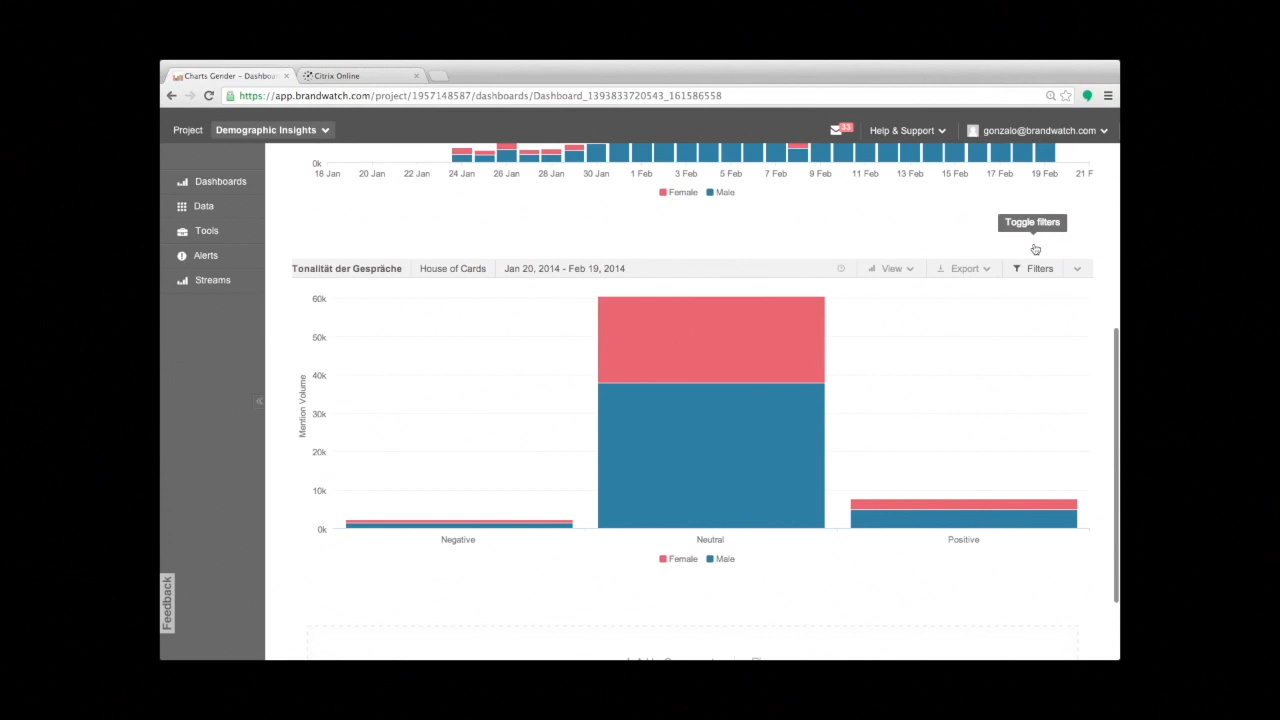 Charts Gender – Dashboa
Citrix Online
https://app.brandwatch.com/project/1957148587/dashboards/Dashboard_1393833720543_161586558
Project
Demographic Insights
33
Help & Support
gonzalo@brandwatch.com
Dashboards
Data
Tools
Alerts
Streams
Feedback
0k
18 Jan 20 Jan 22 Jan 24 Jan 26 Jan 28 Jan 30 Jan 1 Feb 3 Feb 5 Feb 7 Feb 9 Feb 11 Feb 13 Feb 15 Feb 17 Feb 19 Feb 21 F
Female Male
Toggle filters
Tonalität der Gespräche House of Cards Jan 20, 2014 - Feb 19, 2014 View Export Filters
60k
50k
40k
30k
20k
10k
0k
Mention Volume
Negative Neutral Positive
Female Male